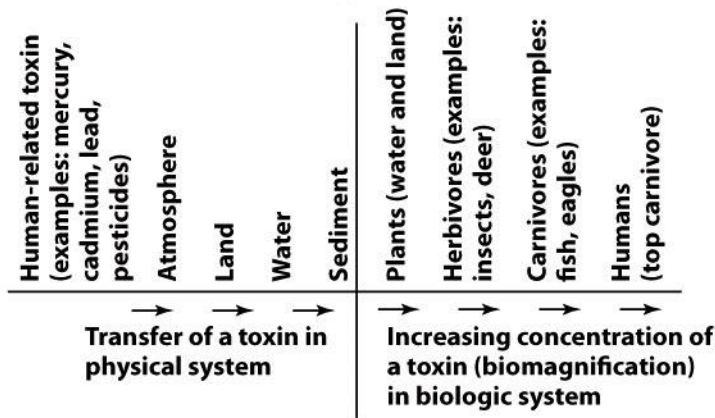 Human-related toxin
(examples: mercury,
cadmium, lead,
pesticides)
Atmosphere
Land
Water
Sediment
Plants (water and land)
Herbivores (examples:
insects, deer)
Carnivores (examples:
fish, eagles)
Humans
(top carnivore)
Transfer of a toxin in
physical system
Increasing concentration of
a toxin (biomagnification)
in biologic system